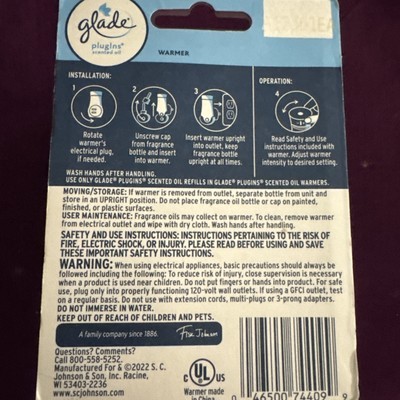 glade
plugins®
scented oil
WARMER
INSTALLATION:
OPERATION:
1
2
3
4
Rotate
warmer's
electrical plug,
if needed.
Unscrew cap
from fragrance
bottle and insert
into warmer.
Insert warmer upright
into outlet, keep
fragrance bottle
upright at all times.
Read Safety and Use
instructions included with
warmer. Adjust warmer
intensity to desired setting.
WASH HANDS AFTER HANDLING.
USE ONLY GLADE® PLUGINS® SCENTED OIL REFILLS IN GLADE® PLUGINS® SCENTED OIL WARMERS.
MOVING/STORAGE: If warmer is removed from outlet, separate bottle from unit and
store in an UPRIGHT position. Do not place fragrance oil bottle or cap on painted,
finished, or plastic surfaces.
USER MAINTENANCE: Fragrance oils may collect on warmer. To clean, remove warmer
from electrical outlet and wipe with dry cloth. Wash hands after handling.
SAFETY AND USE INSTRUCTIONS: INSTRUCTIONS PERTAINING TO THE RISK OF
FIRE, ELECTRIC SHOCK, OR INJURY. PLEASE READ BEFORE USING AND SAVE
THESE IMPORTANT SAFETY INSTRUCTIONS.
WARNING: When using electrical appliances, basic precautions should always be
followed including the following: To reduce risk of injury, close supervision is necessary
when a product is used near children. Do not put fingers or hands into product. For safe
use, plug only into properly functioning 120-volt wall outlets. If using a GFCI outlet, test
on a regular basis. Do not use with extension cords, multi-plugs or 3-prong adapters.
DO NOT IMMERSE IN WATER.
KEEP OUT OF REACH OF CHILDREN AND PETS.
A family company since 1886.
Fisk Johnson
Questions? Comments?
Call 800-558-5252.
Manufactured For & ©2022 S. C.
Johnson & Son, Inc. Racine,
WI 53403-2236
www.scjohnson.com
C UL US
Warmer made
in China
0 46500 74409 9